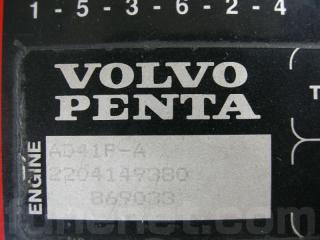 1-5-3-6-2-4
VOLVO
PENTA
T
ENGINE
AD41P-A
2204149380
869033